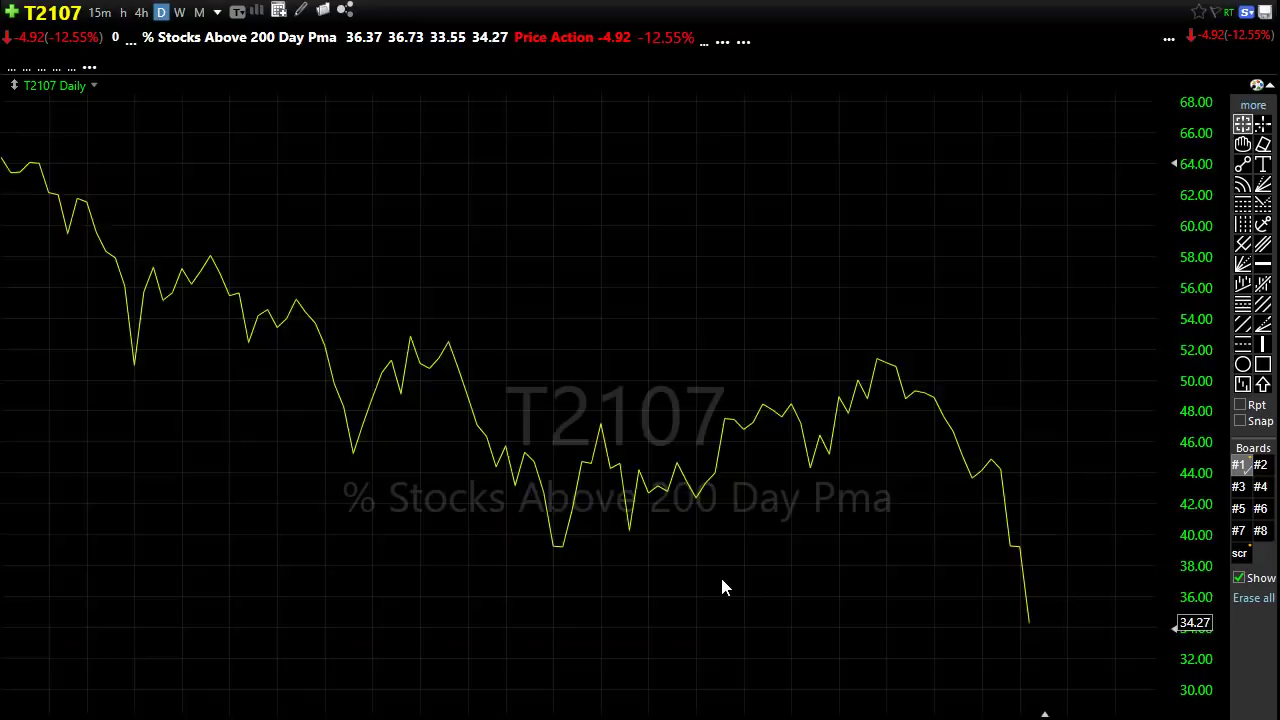 T2107 15m h 4h D W M T RT S
-4.92(-12.55%) 0 ... % Stocks Above 200 Day Pma 36.37 36.73 33.55 34.27 Price Action -4.92 -12.55% ... ... ... ... -4.92(-12.55%)
... ... ... ... ... ...
T2107 Daily
more
68.00
66.00
64.00
62.00
60.00
58.00
56.00
54.00
52.00
50.00
48.00
46.00
44.00
42.00
40.00
38.00
36.00
34.27
32.00
30.00
T2107
% Stocks Above 200 Day Pma
T
Rpt
Snap
Boards
#1 #2
#3 #4
#5 #6
#7 #8
scr
Show
Erase all